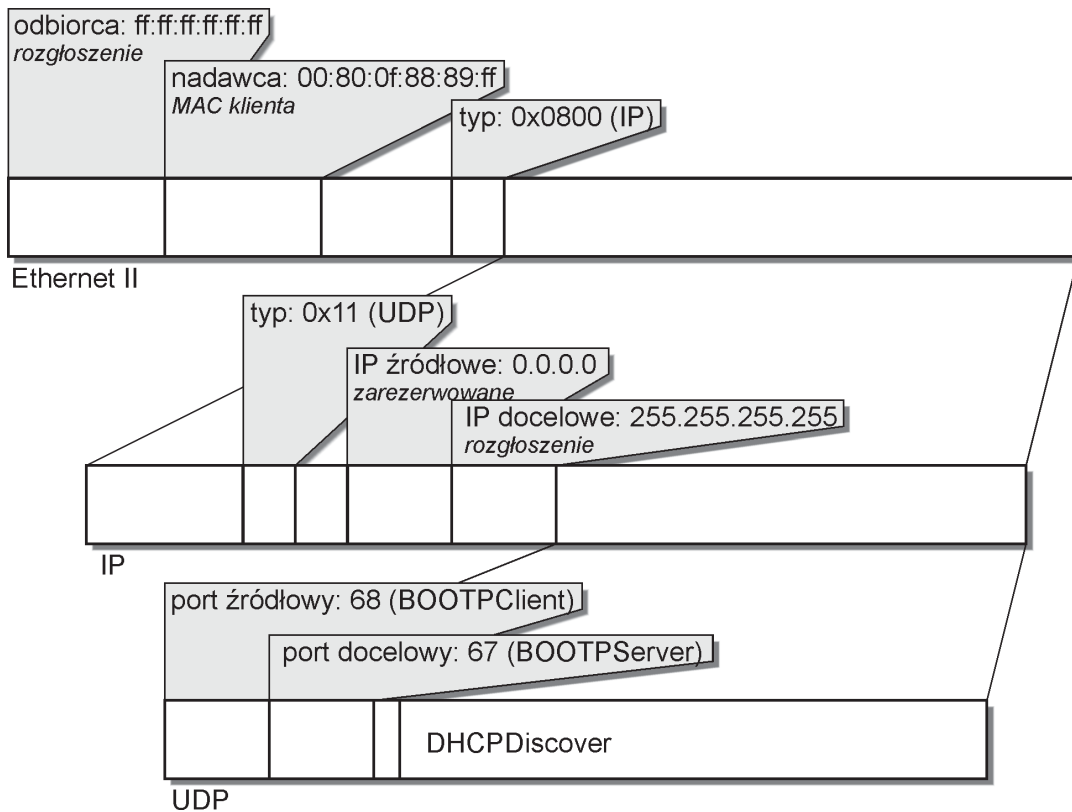 odbiorca: ff:ff:ff:ff:ff:ff
rozgłoszenie
nadawca: 00:80:0f:88:89:ff
MAC klienta
typ: 0x0800 (IP)
Ethernet II
typ: 0x11 (UDP)
IP źródłowe: 0.0.0.0
zarezerwowane
IP docelowe: 255.255.255.255
rozgłoszenie
IP
port źródłowy: 68 (BOOTPClient)
port docelowy: 67 (BOOTPServer)
DHCPDiscover
UDP